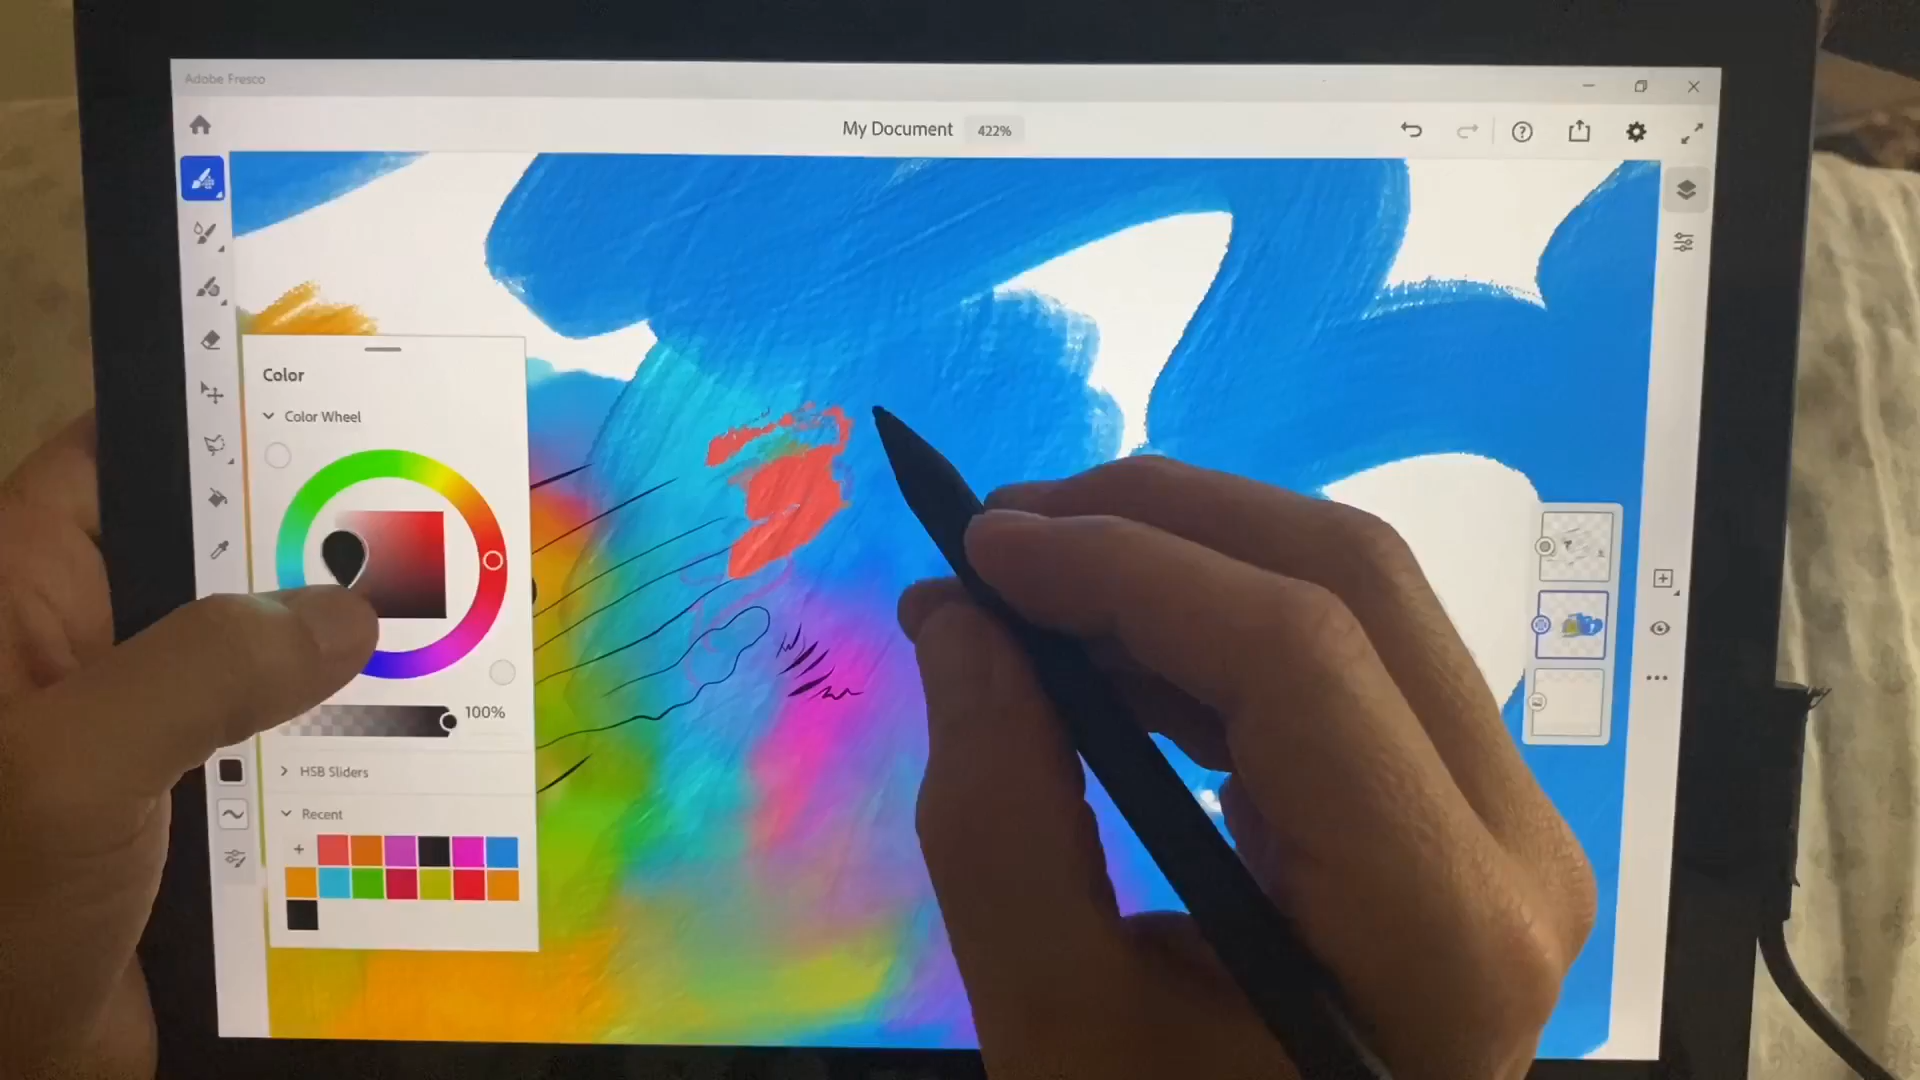 Adobe Fresco
My Document 422%
Color
Color Wheel
100%
HSB Sliders
Recent